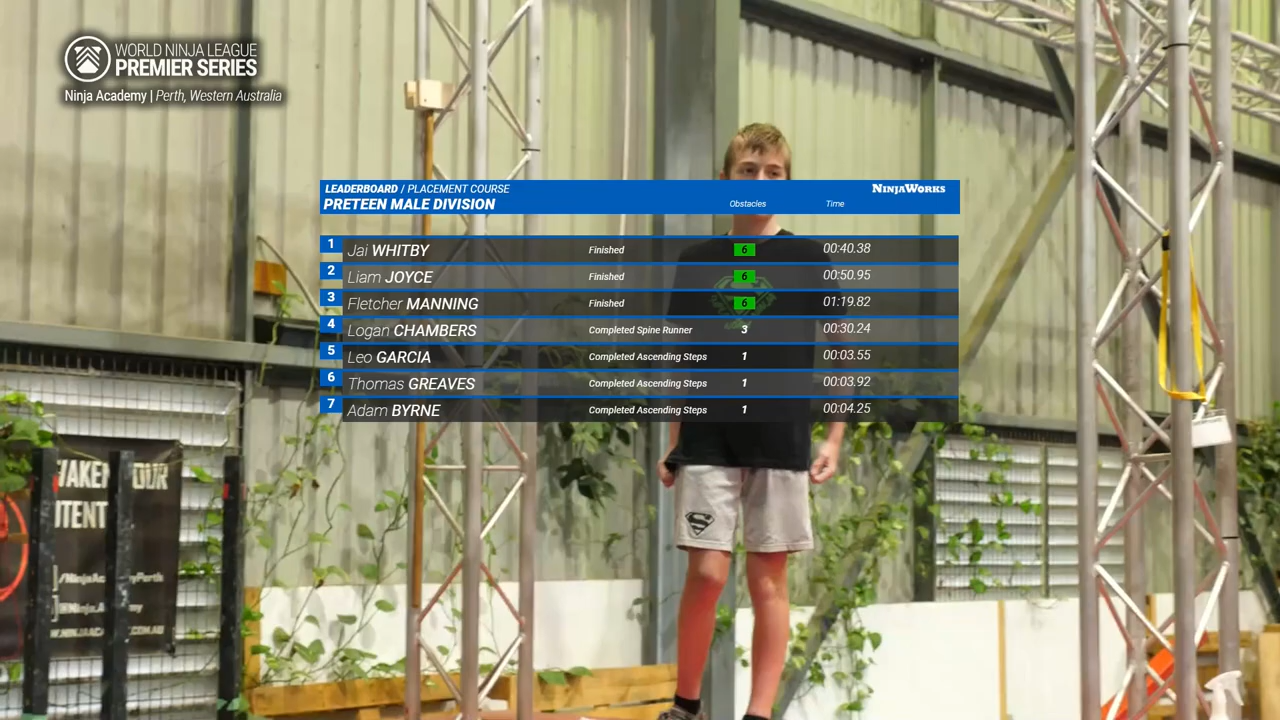 WORLD NINJA LEAGUE
PREMIER SERIES
Ninja Academy | Perth, Western Australia
LEADERBOARD / PLACEMENT COURSE
NINJAWORKS
PRETEEN MALE DIVISION Obstacles Time
1 Jai WHITBY Finished 6 00:40.38
2 Liam JOYCE Finished 6 00:50.95
3 Fletcher MANNING Finished 6 01:19.82
4 Logan CHAMBERS Completed Spine Runner 3 00:30.24
5 Leo GARCIA Completed Ascending Steps 1 00:03.55
6 Thomas GREAVES Completed Ascending Steps 1 00:03.92
7 Adam BYRNE Completed Ascending Steps 1 00:04.25